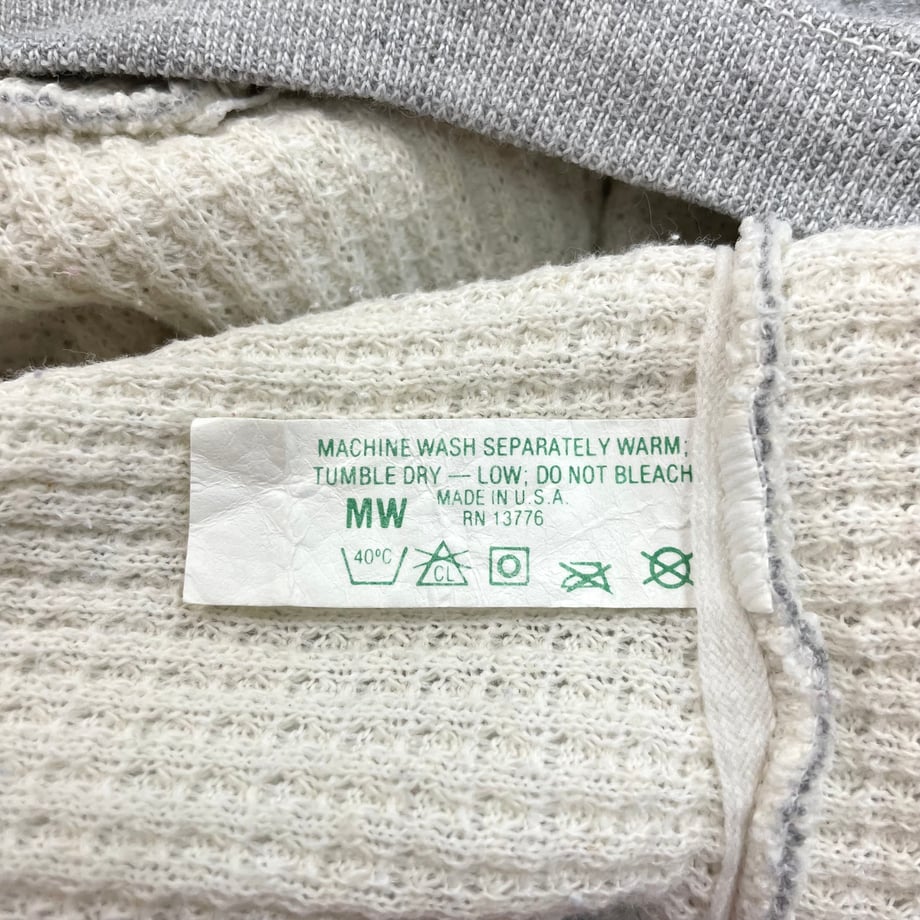 MACHINE WASH SEPARATELY WARM;
TUMBLE DRY — LOW; DO NOT BLEACH
MW MADE IN U.S.A.
RN 13776
40°C CL